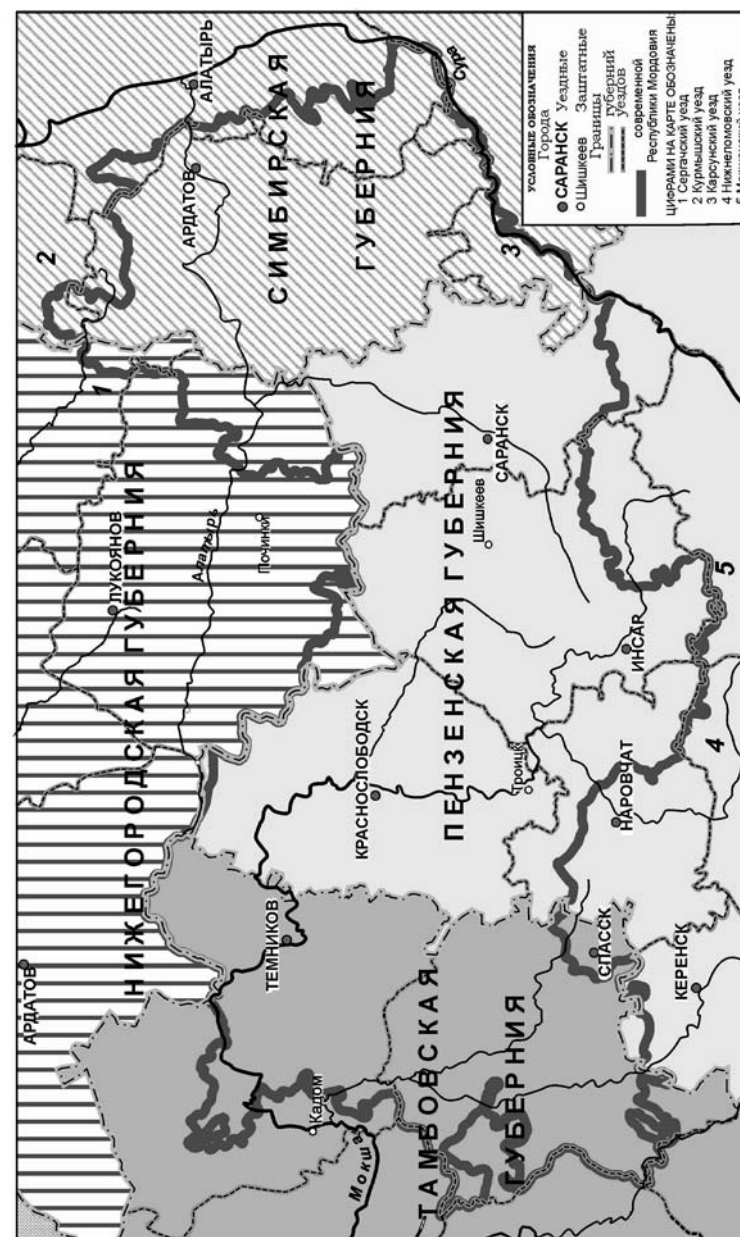 НИЖЕГОРОДСКАЯ ГУБЕРНИЯ
СИМБИРСКАЯ
ГУБЕРНИЯ
ПЕНЗЕНСКАЯ ГУБЕРНИЯ
ТАМБОВСКАЯ
ГУБЕРНИЯ
АРДАТОВ
ЛУКОЯНОВ
Починки
Алатырь
АЛАТЫРЬ
АРДАТОВ
Сура
ТЕМНИКОВ
Кадом
Мокша
КРАСНОСЛОБОДСК
Троицк
Шишкеев
САРАНСК
ИНСАР
НАРОВЧАТ
СПАССК
КЕРЕНСК
1
2
3
4
5
УСЛОВНЫЕ ОБОЗНАЧЕНИЯ
Города
САРАНСК Уездные
Шишкеев Заштатные
Границы
губерний
уездов
современной
Республики Мордовия
ЦИФРАМИ НА КАРТЕ ОБОЗНАЧЕНЫ:
1 Сергачский уезд
2 Курмышский уезд
3 Карсунский уезд
4 Нижнеломовский уезд